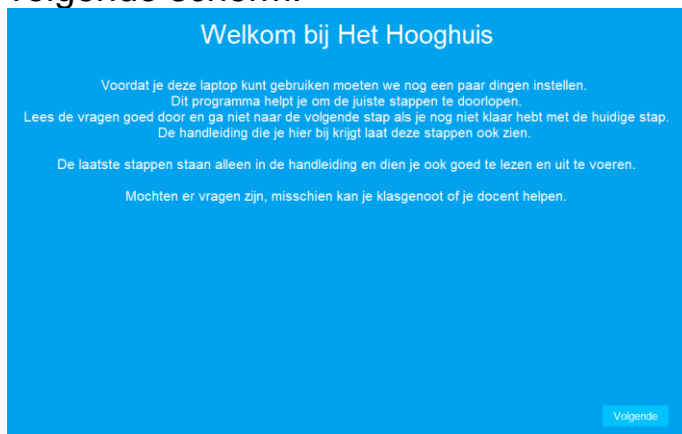 volgende scherm:
Welkom bij Het Hooghuis
Voordat je deze laptop kunt gebruiken moeten we nog een paar dingen instellen.
Dit programma helpt je om de juiste stappen te doorlopen.
Lees de vragen goed door en ga niet naar de volgende stap als je nog niet klaar hebt met de huidige stap.
De handleiding die je hier bij krijgt laat deze stappen ook zien.
De laatste stappen staan alleen in de handleiding en dien je ook goed te lezen en uit te voeren.
Mochten er vragen zijn, misschien kan je klasgenoot of je docent helpen.
Volgende